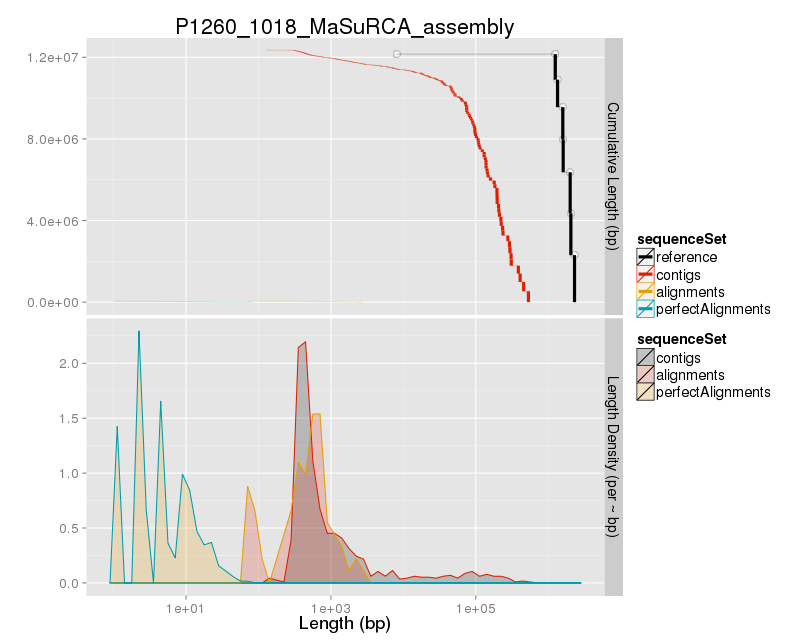 P1260_1018_MaSuRCA_assembly
1.2e+07
8.0e+06
4.0e+06
0.0e+00
Cumulative Length (bp)
2.0
1.5
1.0
0.5
0.0
Length Density (per ~ bp)
1e+01
1e+03
1e+05
Length (bp)
sequenceSet
reference
contigs
alignments
perfectAlignments
sequenceSet
contigs
alignments
perfectAlignments